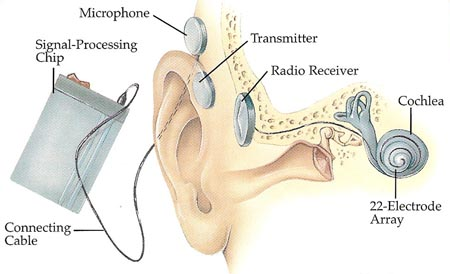 Microphone
Signal-Processing
Chip
Transmitter
Radio Receiver
Cochlea
22-Electrode
Array
Connecting
Cable